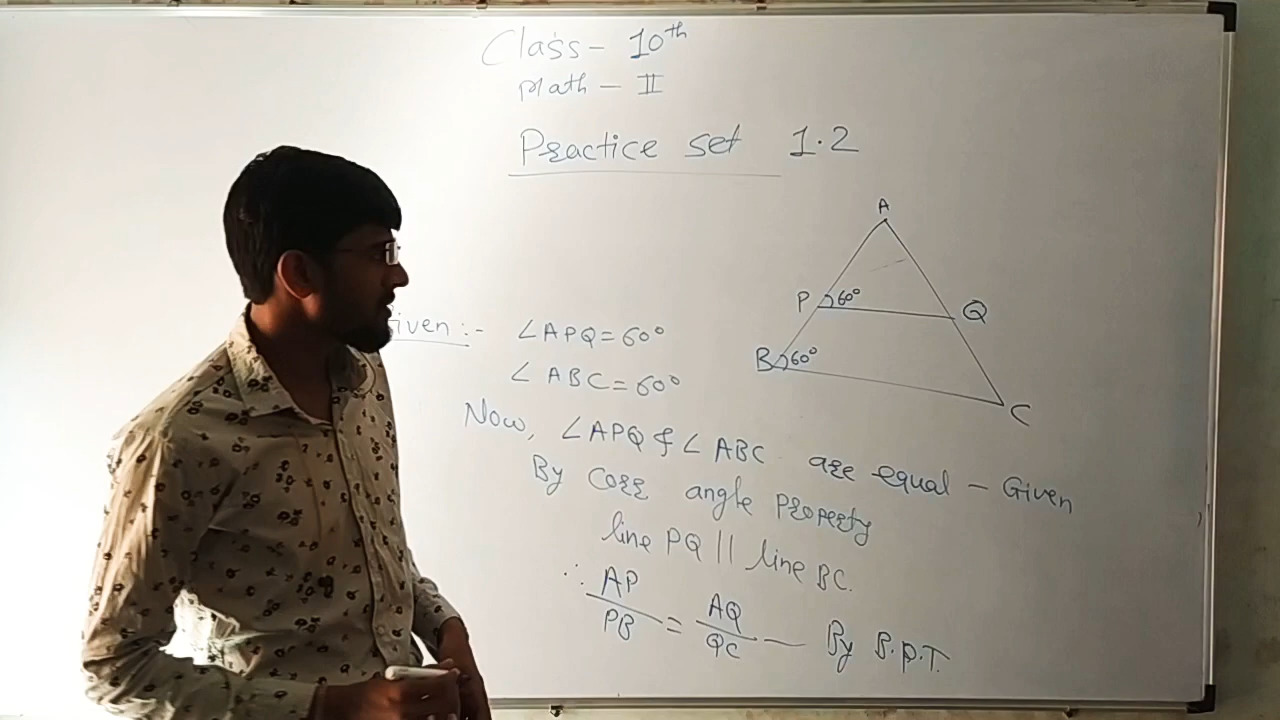 Class - 10th
Math - II
Practice set 1.2
A
P 60° Q
B 60°
C
iven :- ∠APQ = 60°
∠ABC = 60°
Now, ∠APQ & ∠ABC are equal - Given
By Corr angle Property
line PQ || line BC.
∴ AP/PB = AQ/QC — By B.P.T.